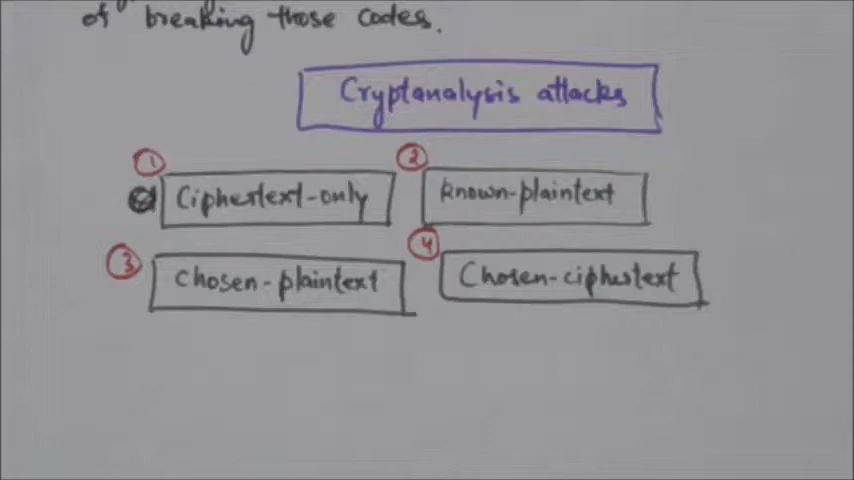 of breaking those codes.
Cryptanalysis attacks
1 2
Ciphertext-only known-plaintext
3 4
Chosen-plaintext Chosen-ciphertext